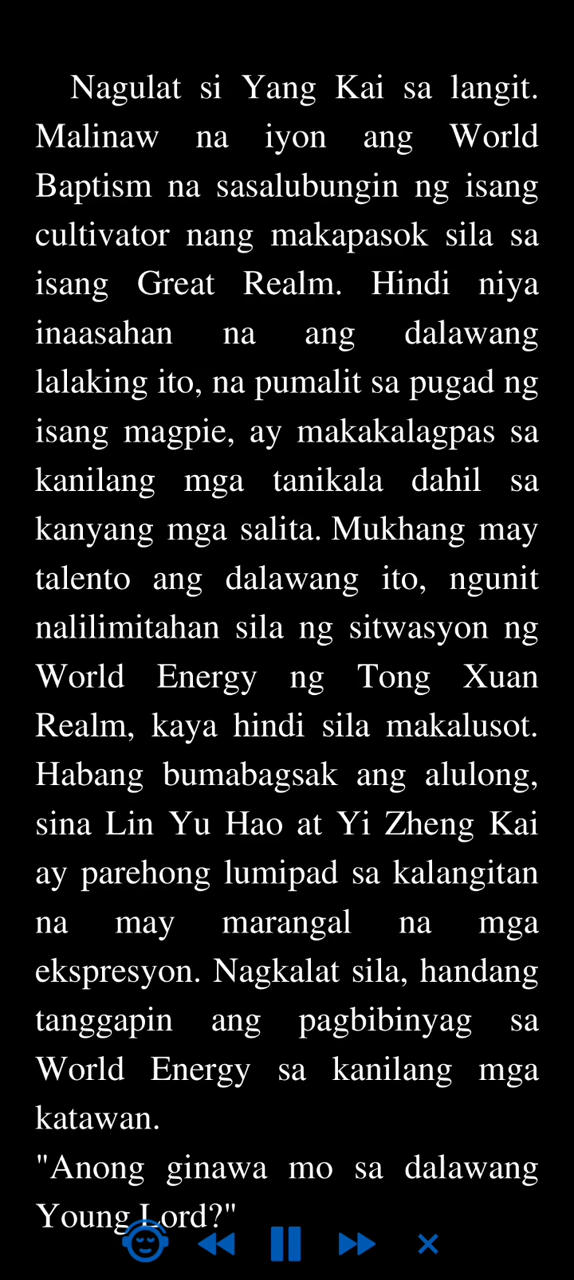 Nagulat si Yang Kai sa langit.
Malinaw na iyon ang World
Baptism na sasalubungin ng isang
cultivator nang makapasok sila sa
isang Great Realm. Hindi niya
inaasahan na ang dalawang
lalaking ito, na pumalit sa pugad ng
isang magpie, ay makakalagpas sa
kanilang mga tanikala dahil sa
kanyang mga salita. Mukhang may
talento ang dalawang ito, ngunit
nalilimitahan sila ng sitwasyon ng
World Energy ng Tong Xuan
Realm, kaya hindi sila makalusot.
Habang bumabagsak ang alulong,
sina Lin Yu Hao at Yi Zheng Kai
ay parehong lumipad sa kalangitan
na may marangal na mga
ekspresyon. Nagkalat sila, handang
tanggapin ang pagbibinyag sa
World Energy sa kanilang mga
katawan.
"Anong ginawa mo sa dalawang
Young Lord?"